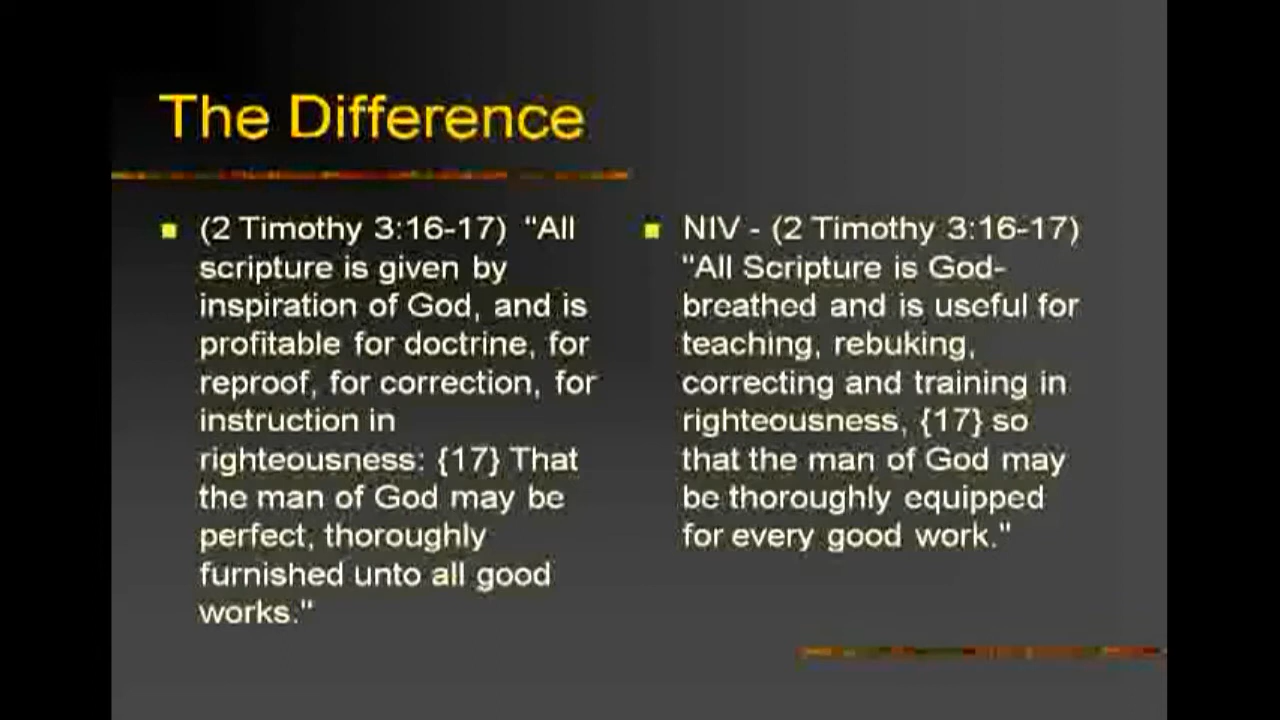 The Difference
(2 Timothy 3:16-17) "All
scripture is given by
inspiration of God, and is
profitable for doctrine, for
reproof, for correction, for
instruction in
righteousness: {17} That
the man of God may be
perfect, thoroughly
furnished unto all good
works."
NIV - (2 Timothy 3:16-17)
"All Scripture is God-
breathed and is useful for
teaching, rebuking,
correcting and training in
righteousness, {17} so
that the man of God may
be thoroughly equipped
for every good work."